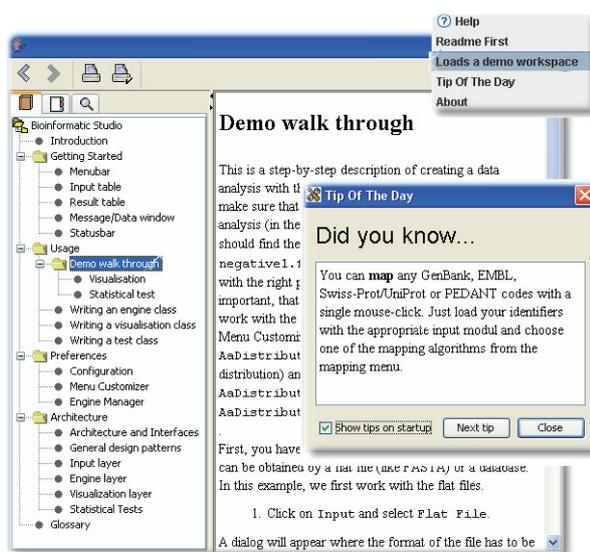 Help
Readme First
Loads a demo workspace
Tip Of The Day
About
Bioinformatic Studio
Introduction
Getting Started
Menubar
Input table
Result table
Message/Data window
Statusbar
Usage
Demo walk through
Visualisation
Statistical test
Writing an engine class
Writing a visualisation class
Writing a test class
Preferences
Configuration
Menu Customizer
Engine Manager
Architecture
Architecture and Interfaces
General design patterns
Input layer
Engine layer
Visualization layer
Statistical Tests
Glossary
Demo walk through
This is a step-by-step description of creating a data
analysis with
make sure that
analysis (in the
should find the
negative1.
with the right
important, that
work with the
Menu
AaDistribut
distribution) an
AaDistribut
AaDistribut
.
First, you have
can be obtained by a flat file (like FASTA) or a database.
In this example, we first work with the flat files.
1. Click on Input and select Flat File.
A dialog will appear where the format of the file has to be
Tip Of The Day
Did you know...
You can map any GenBank, EMBL,
Swiss-Prot/UniProt or PEDANT codes with a
single mouse-click. Just load your identifiers
with the appropriate input modul and choose
one of the mapping algorithms from the
mapping menu.
Show tips on startup
Next tip
Close